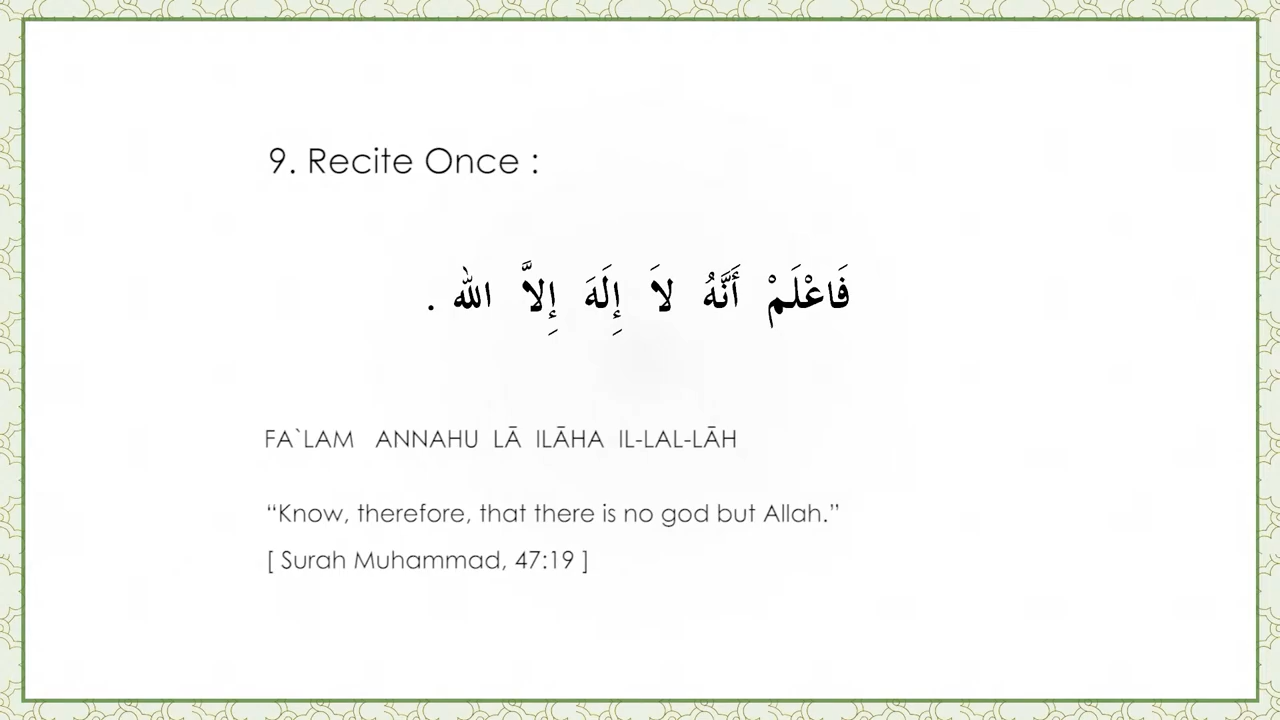 9. Recite Once :
فَاعْلَمْ أَنَّهُ لاَ إِلَهَ إِلاَّ الله .
FA`LAM ANNAHU LĀ ILĀHA IL-LAL-LĀH
“Know, therefore, that there is no god but Allah.”
[ Surah Muhammad, 47:19 ]